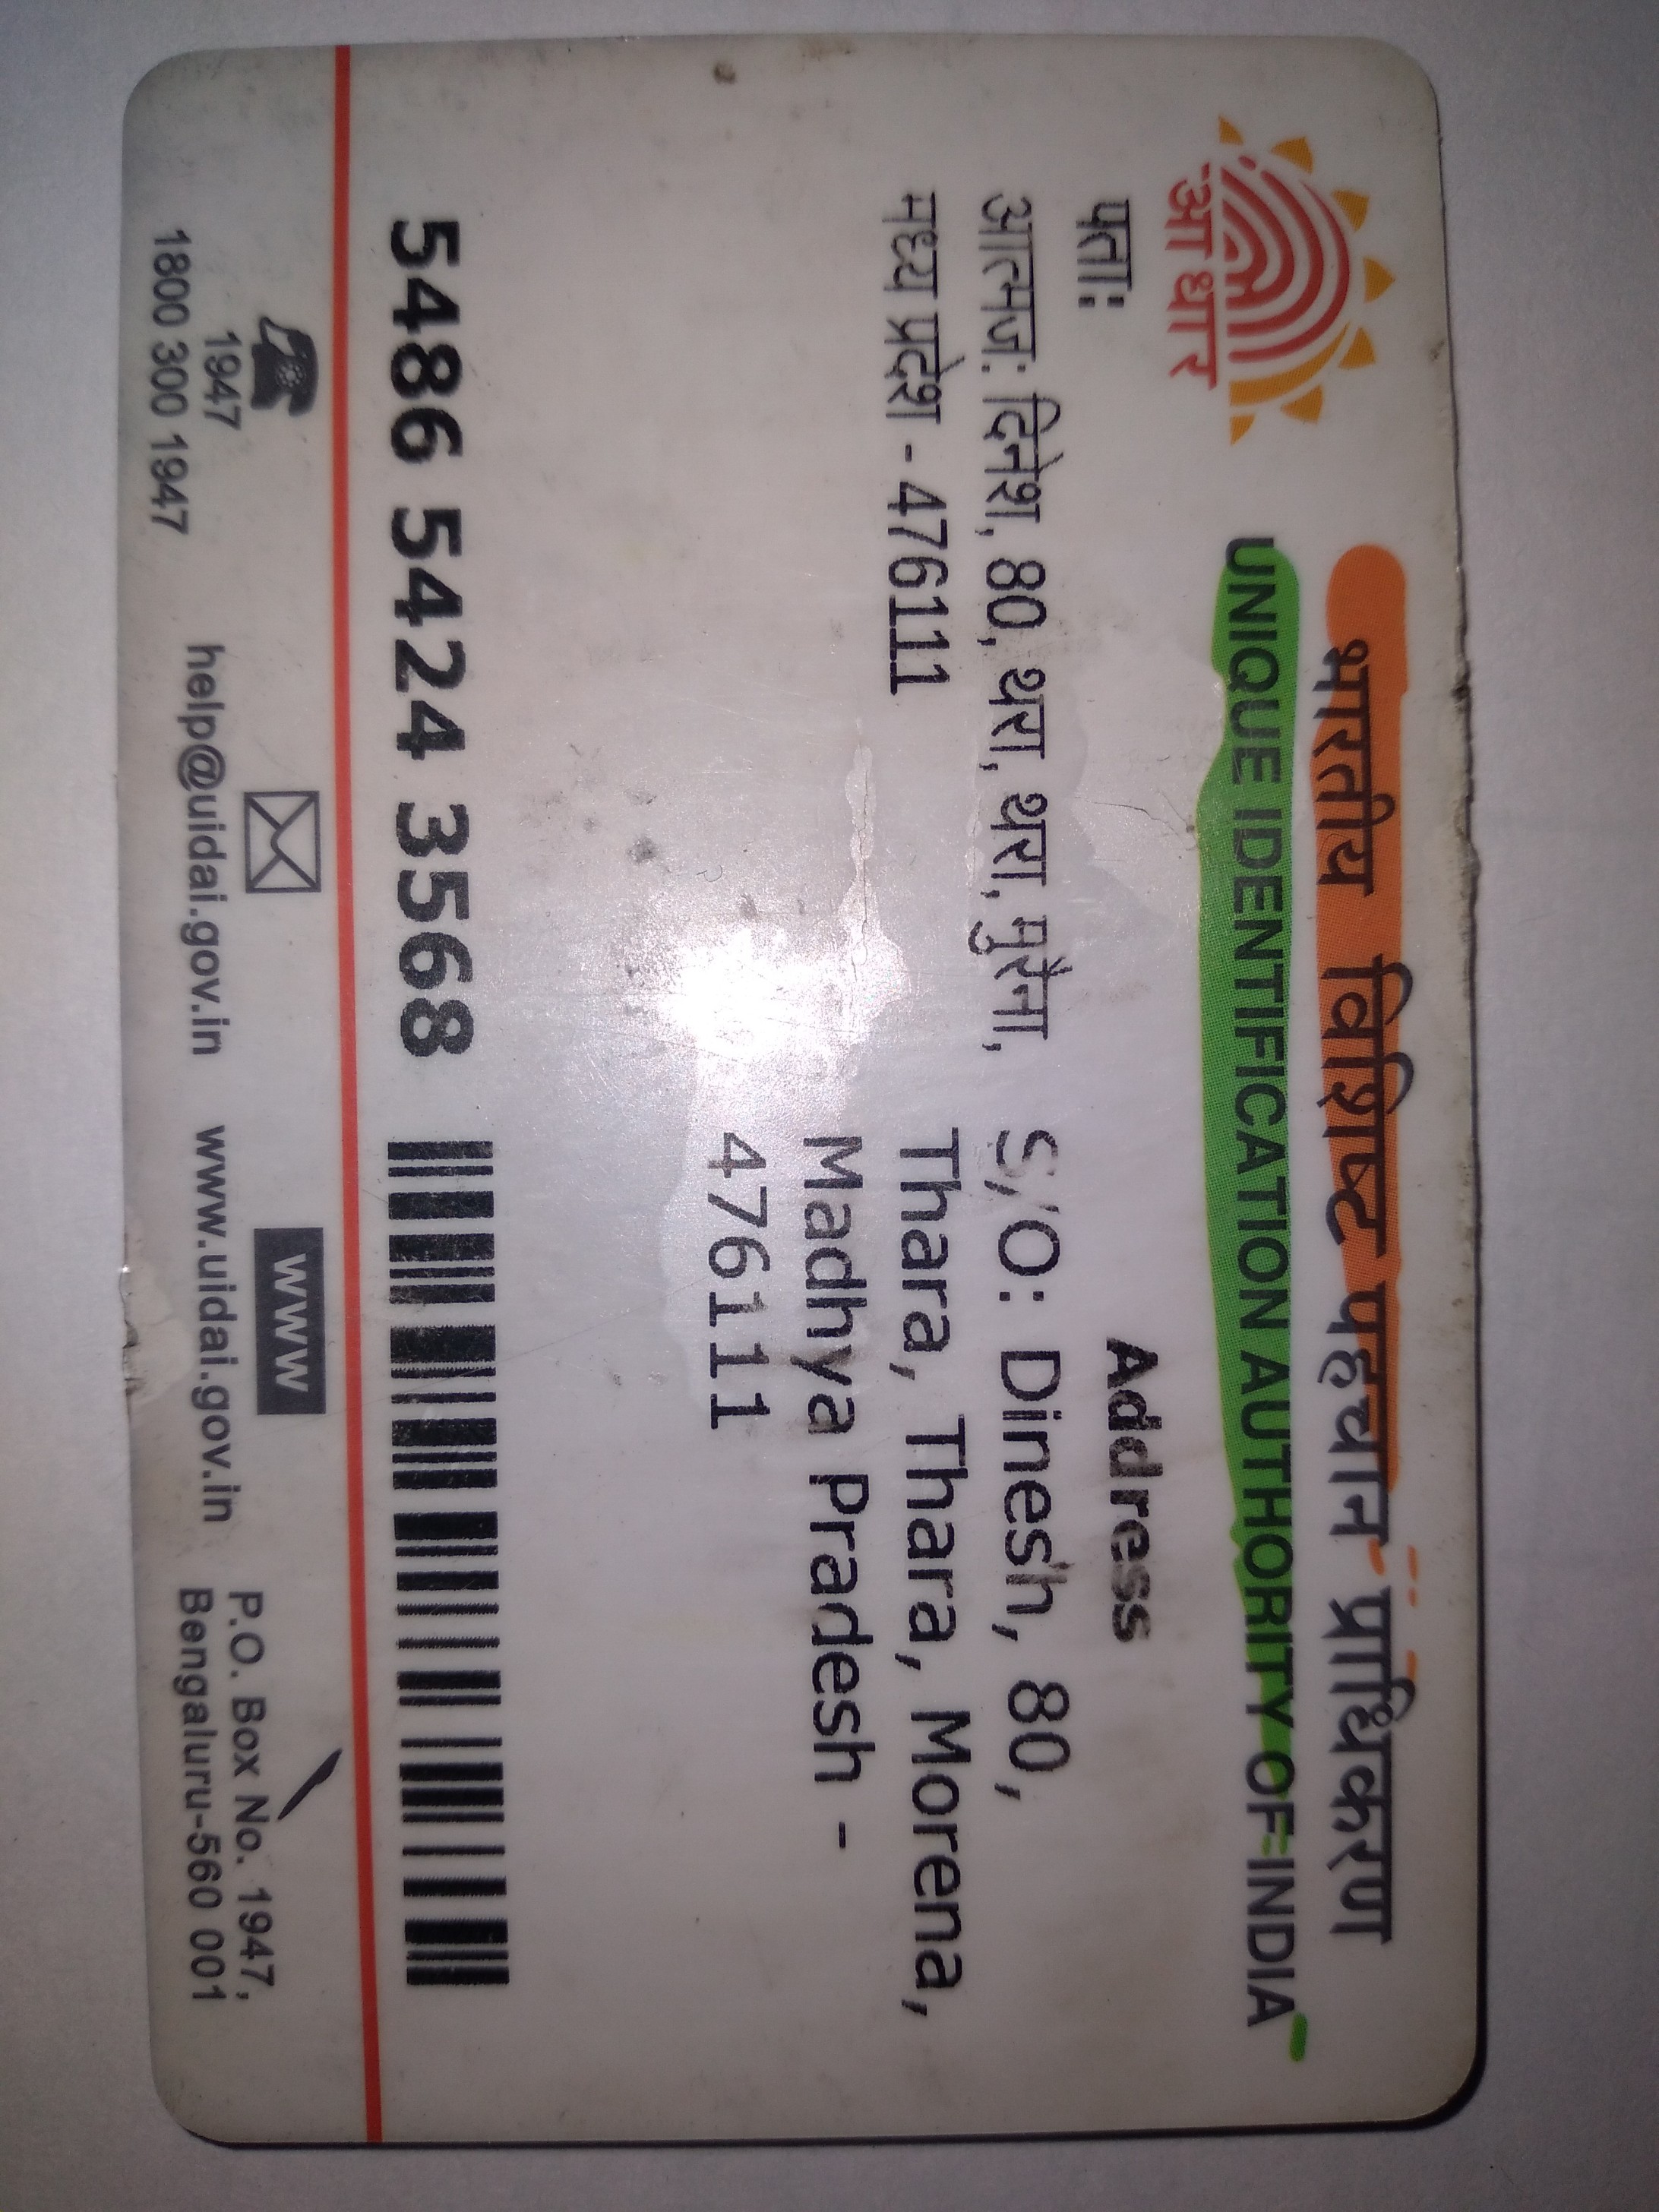 भारतीय विशिष्ट पहचान प्राधिकरण
UNIQUE IDENTIFICATION AUTHORITY OF INDIA
आधार
पता:
आत्मज: दिनेश, 80, थरा, थरा, मुरैना,
मध्य प्रदेश - 476111
Address
S/O: Dinesh, 80,
Thara, Thara, Morena,
Madhya Pradesh -
476111
5486 5424 3568
1947
1800 300 1947
help@uidai.gov.in
www
www.uidai.gov.in
P.O. Box No. 1947,
Bengaluru-560 001